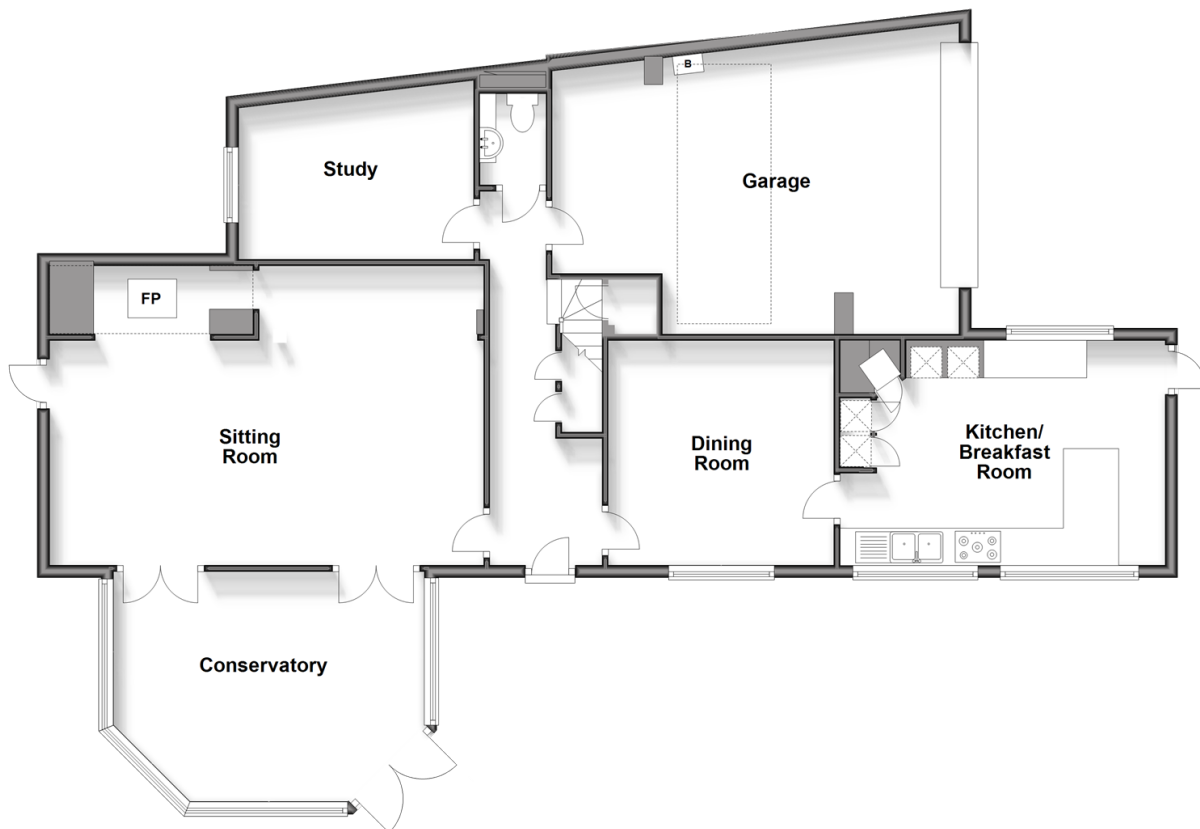 B
Study
Garage
FP
Sitting
Room
Dining
Room
Kitchen/
Breakfast
Room
Conservatory